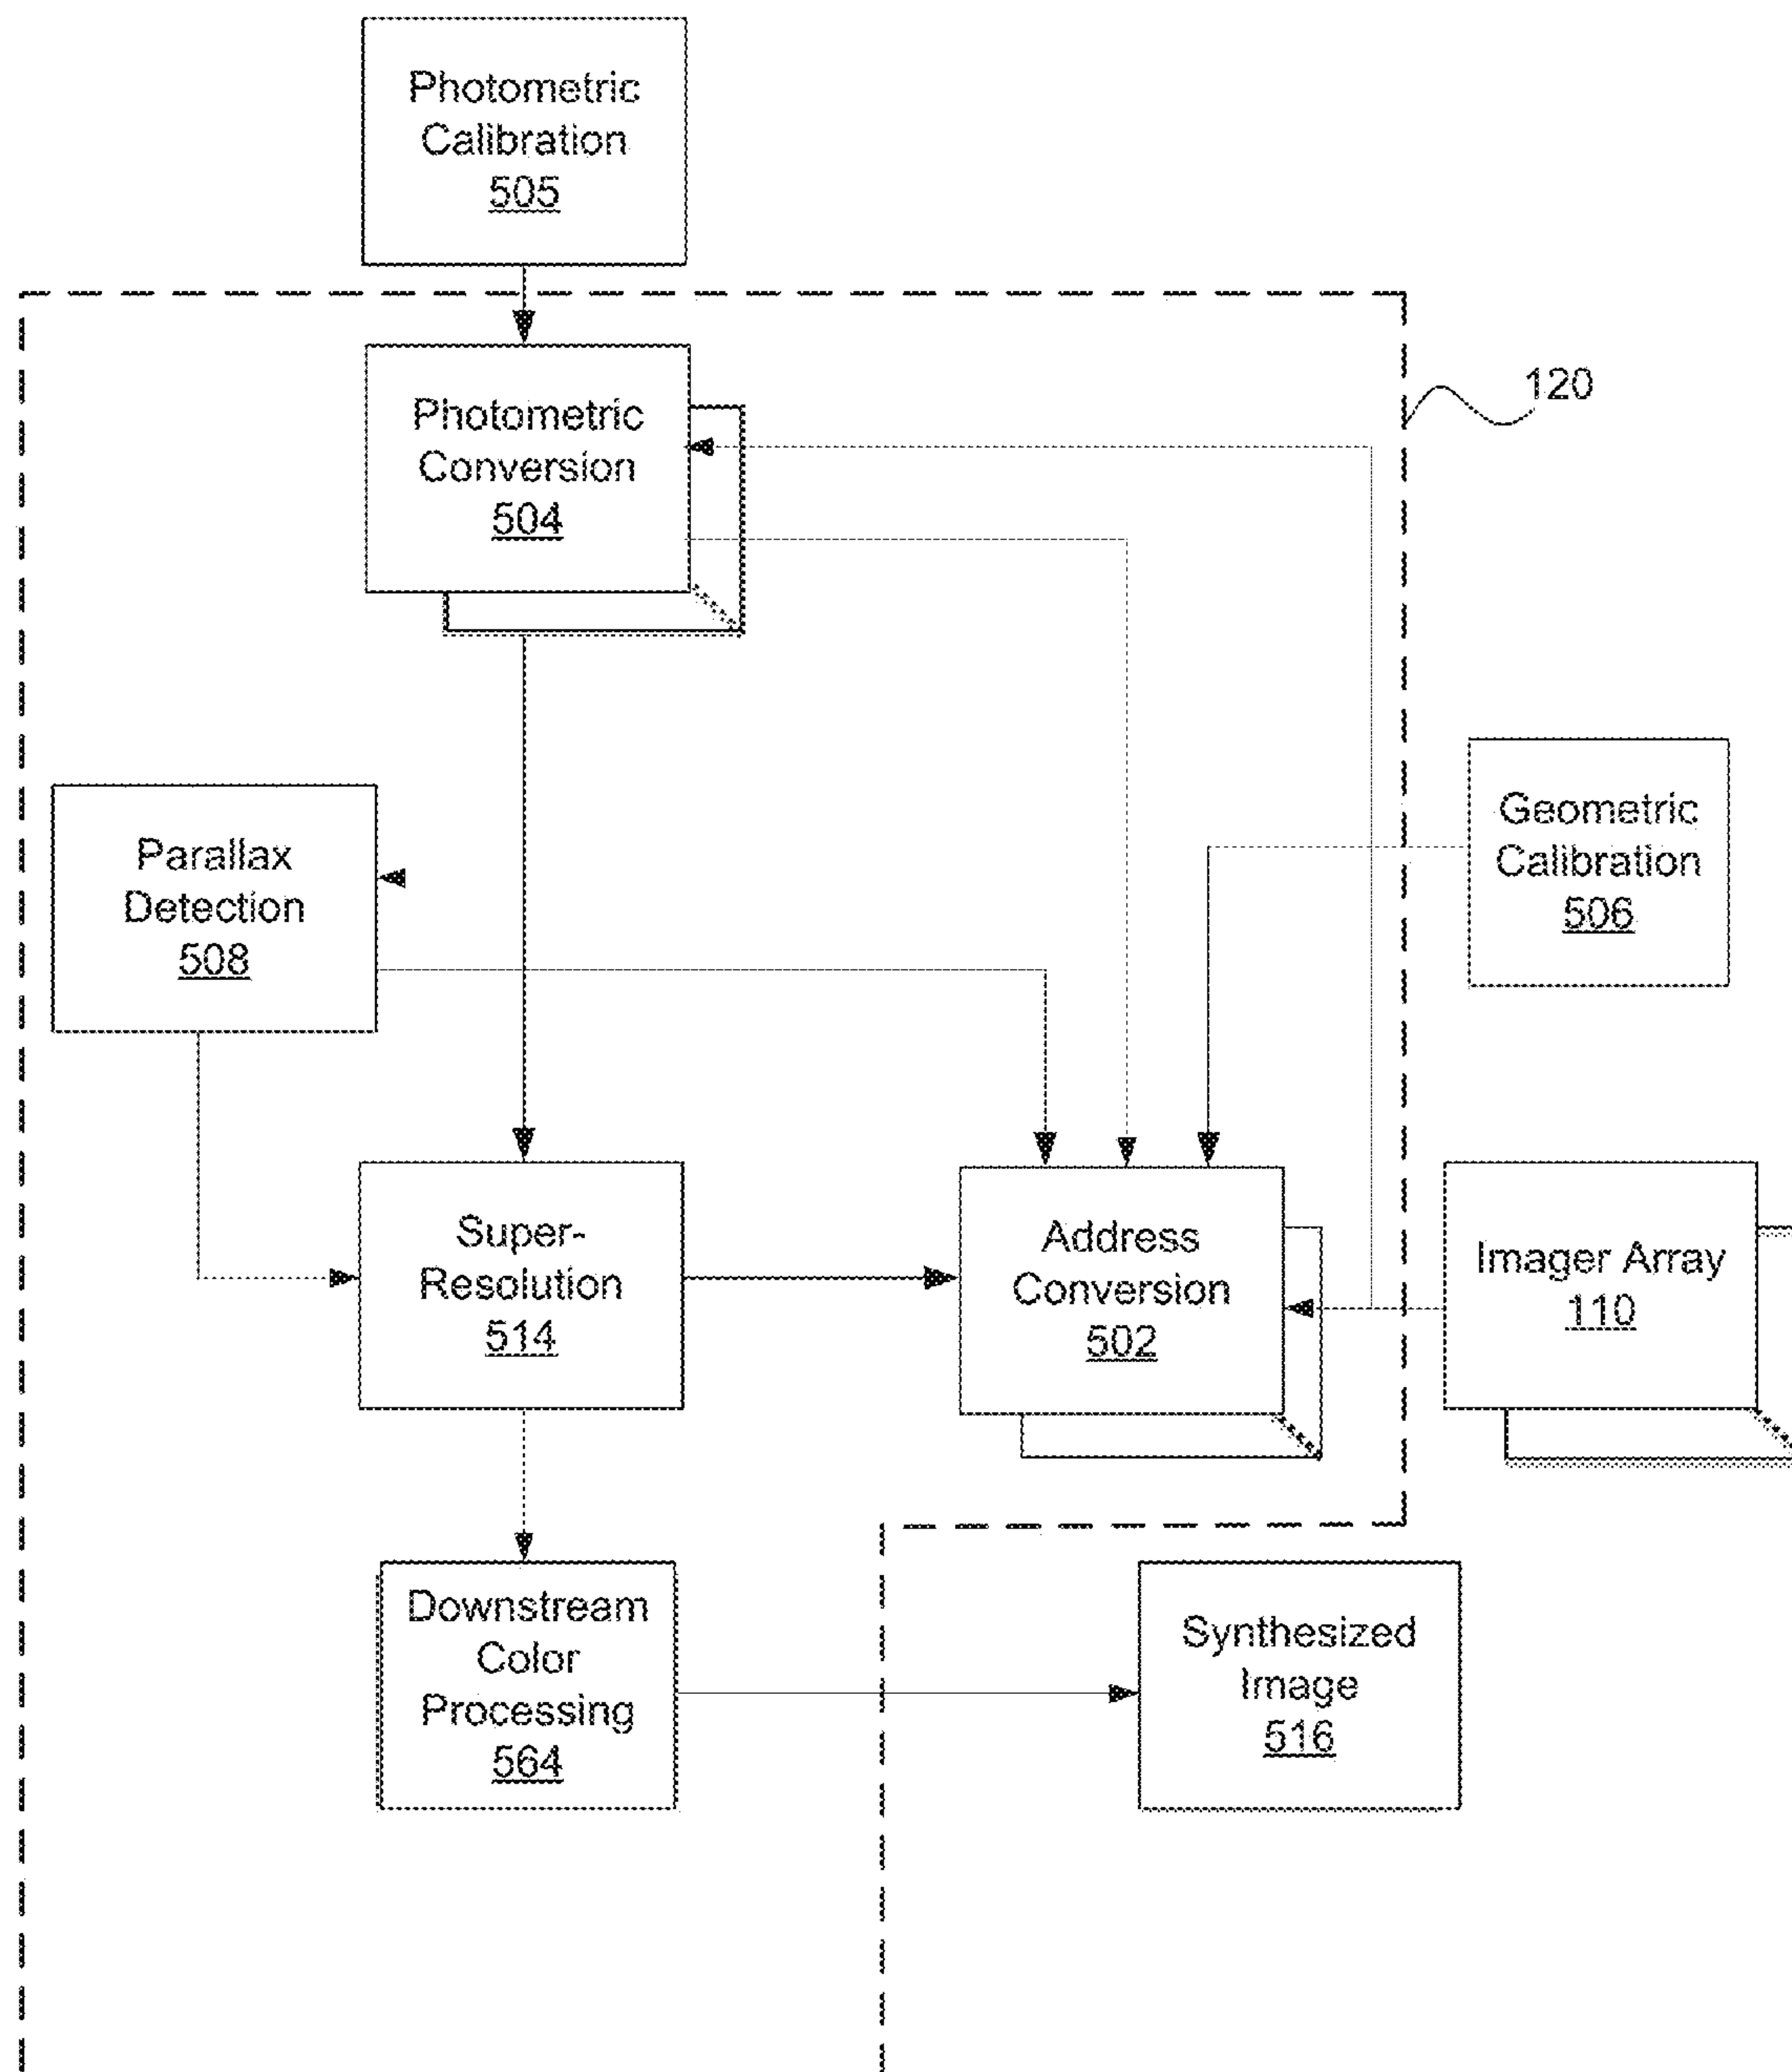 Photometric
Calibration
505
Photometric
Conversion
504
120
Parallax
Detection
508
Geometric
Calibration
506
Super-
Resolution
514
Address
Conversion
502
Imager Array
110
Downstream
Color
Processing
564
Synthesized
Image
516